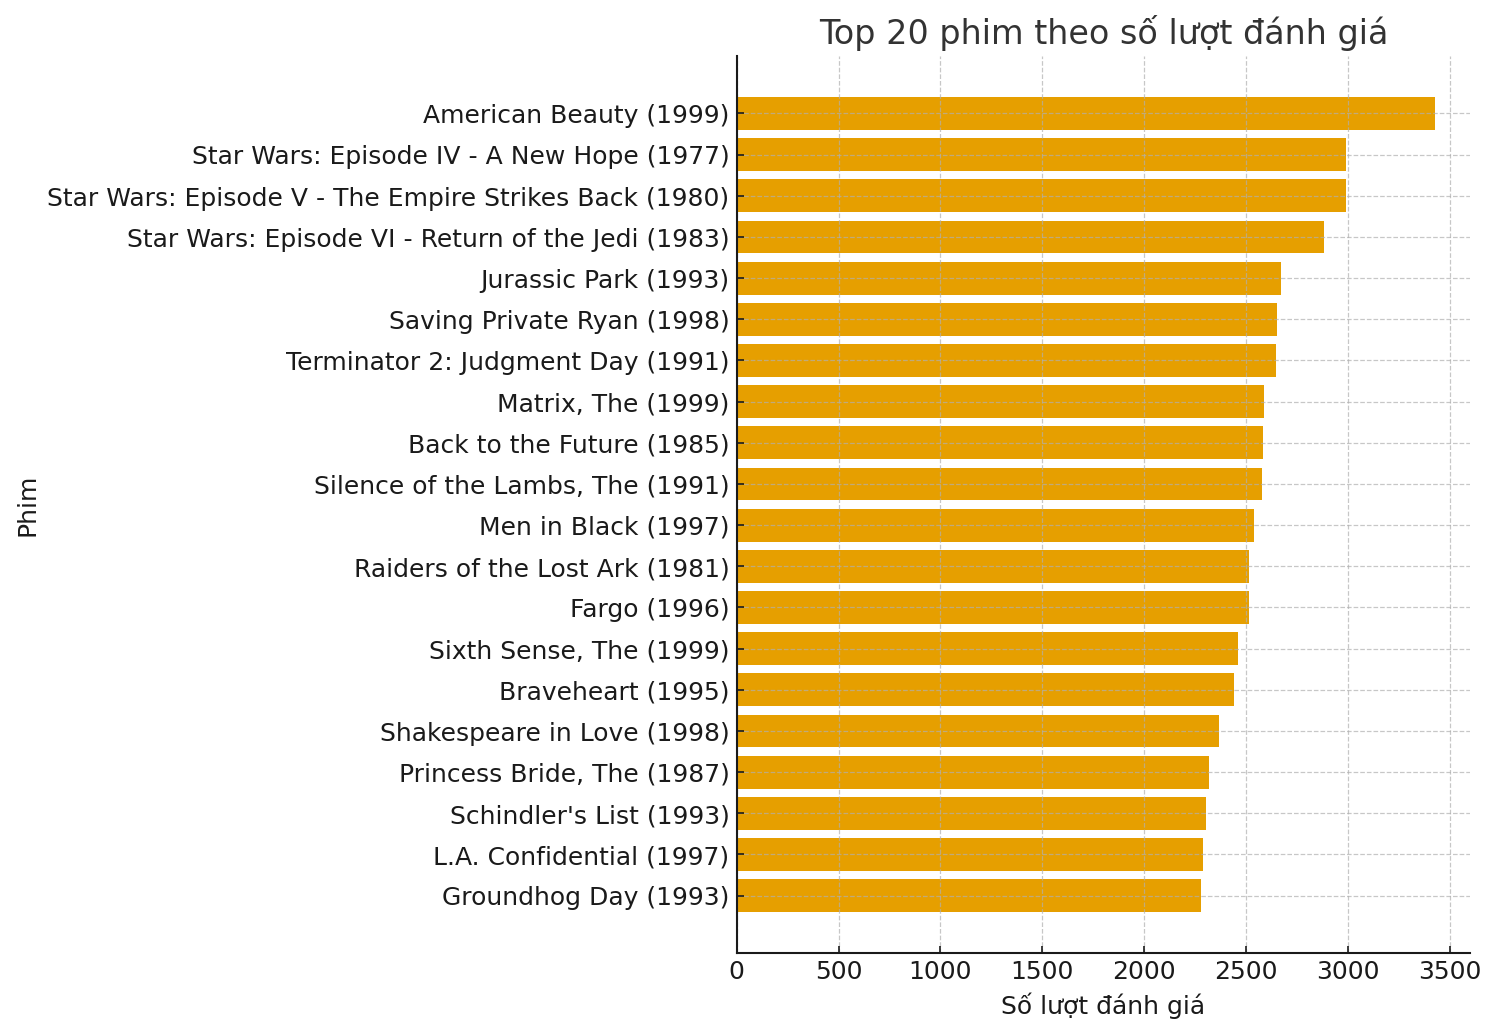 Top 20 phim theo số lượt đánh giá
American Beauty (1999)
Star Wars: Episode IV - A New Hope (1977)
Star Wars: Episode V - The Empire Strikes Back (1980)
Star Wars: Episode VI - Return of the Jedi (1983)
Jurassic Park (1993)
Saving Private Ryan (1998)
Terminator 2: Judgment Day (1991)
Matrix, The (1999)
Back to the Future (1985)
Silence of the Lambs, The (1991)
Men in Black (1997)
Raiders of the Lost Ark (1981)
Fargo (1996)
Sixth Sense, The (1999)
Braveheart (1995)
Shakespeare in Love (1998)
Princess Bride, The (1987)
Schindler's List (1993)
L.A. Confidential (1997)
Groundhog Day (1993)
Phim
0 500 1000 1500 2000 2500 3000 3500
Số lượt đánh giá